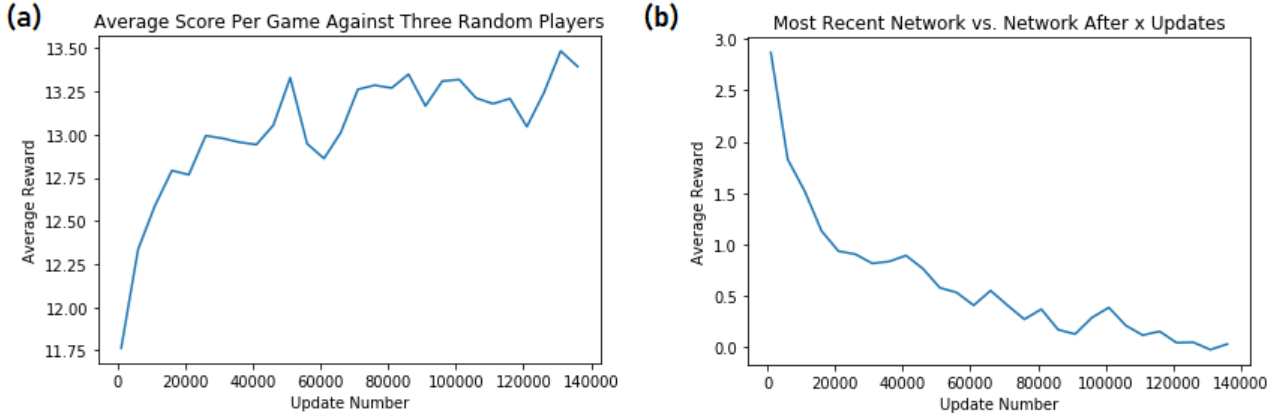 (a)
Average Score Per Game Against Three Random Players
13.50
13.25
13.00
12.75
12.50
12.25
12.00
11.75
Average Reward
0 20000 40000 60000 80000 100000 120000 140000
Update Number
(b)
Most Recent Network vs. Network After x Updates
3.0
2.5
2.0
1.5
1.0
0.5
0.0
Average Reward
0 20000 40000 60000 80000 100000 120000 140000
Update Number